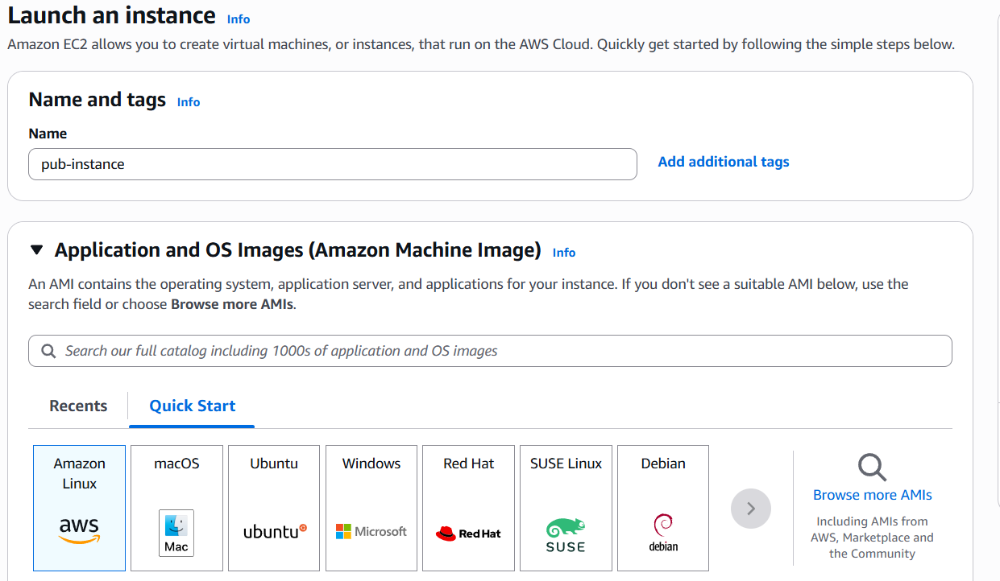 Launch an instance Info
Amazon EC2 allows you to create virtual machines, or instances, that run on the AWS Cloud. Quickly get started by following the simple steps below.
Name and tags Info
Name
pub-instance
Add additional tags
Application and OS Images (Amazon Machine Image) Info
An AMI contains the operating system, application server, and applications for your instance. If you don't see a suitable AMI below, use the
search field or choose Browse more AMIs.
Search our full catalog including 1000s of application and OS images
Recents
Quick Start
Amazon
Linux
aws
macOS
Mac
Ubuntu
ubuntu
Windows
Microsoft
Red Hat
Red Hat
SUSE Linux
SUSE
Debian
debian
Browse more AMIs
Including AMIs from
AWS, Marketplace and
the Community